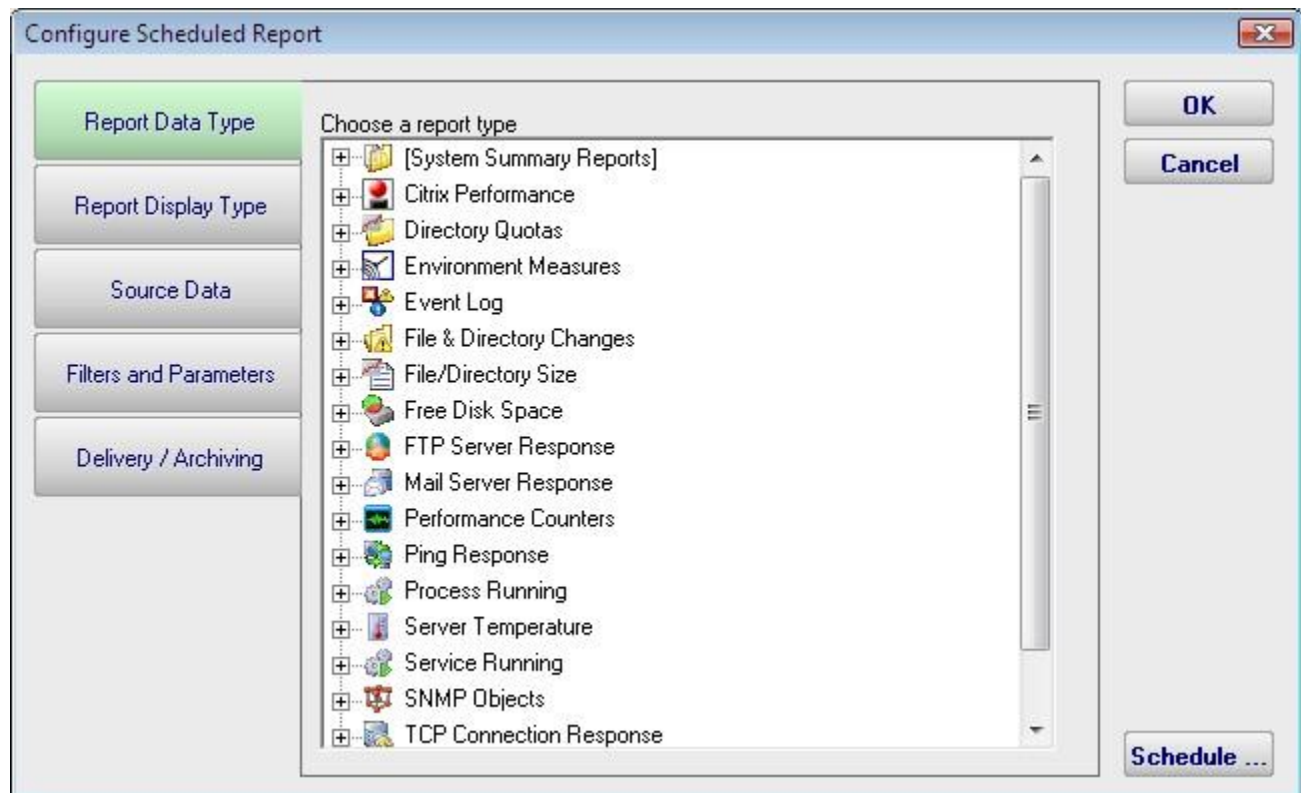 Configure Scheduled Report
Report Data Type
Report Display Type
Source Data
Filters and Parameters
Delivery / Archiving
Choose a report type
[System Summary Reports]
Citrix Performance
Directory Quotas
Environment Measures
Event Log
File & Directory Changes
File/Directory Size
Free Disk Space
FTP Server Response
Mail Server Response
Performance Counters
Ping Response
Process Running
Server Temperature
Service Running
SNMP Objects
TCP Connection Response
OK
Cancel
Schedule ...